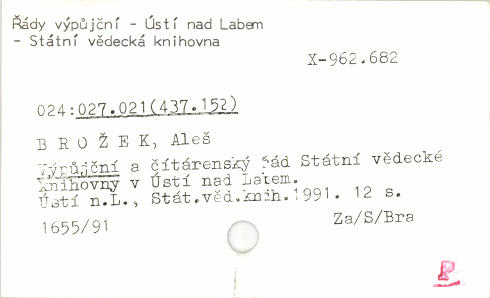 Řády výpůjční - Ústí nad Labem
- Státní vědecká knihovna
X-962.682
024:027.021(437.152)
B R O Ž E K, Aleš
Výpůjční a čítárenský řád Státní vědecké
knihovny v Ústí nad Labem.
Ústí n.L., Stát.věd.knih.1991. 12 s.
1655/91
Za/S/Bra
P